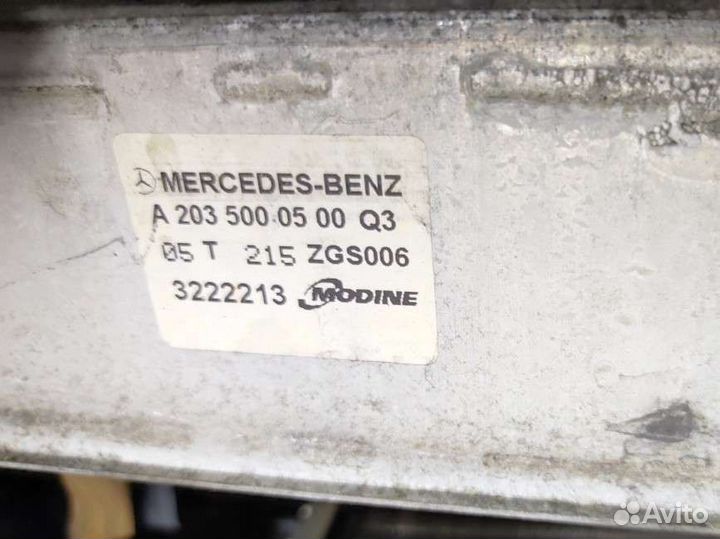 MERCEDES-BENZ
A 203 500 05 00 Q3
05 T 215 ZGS006
3222213 MODINE
Avito